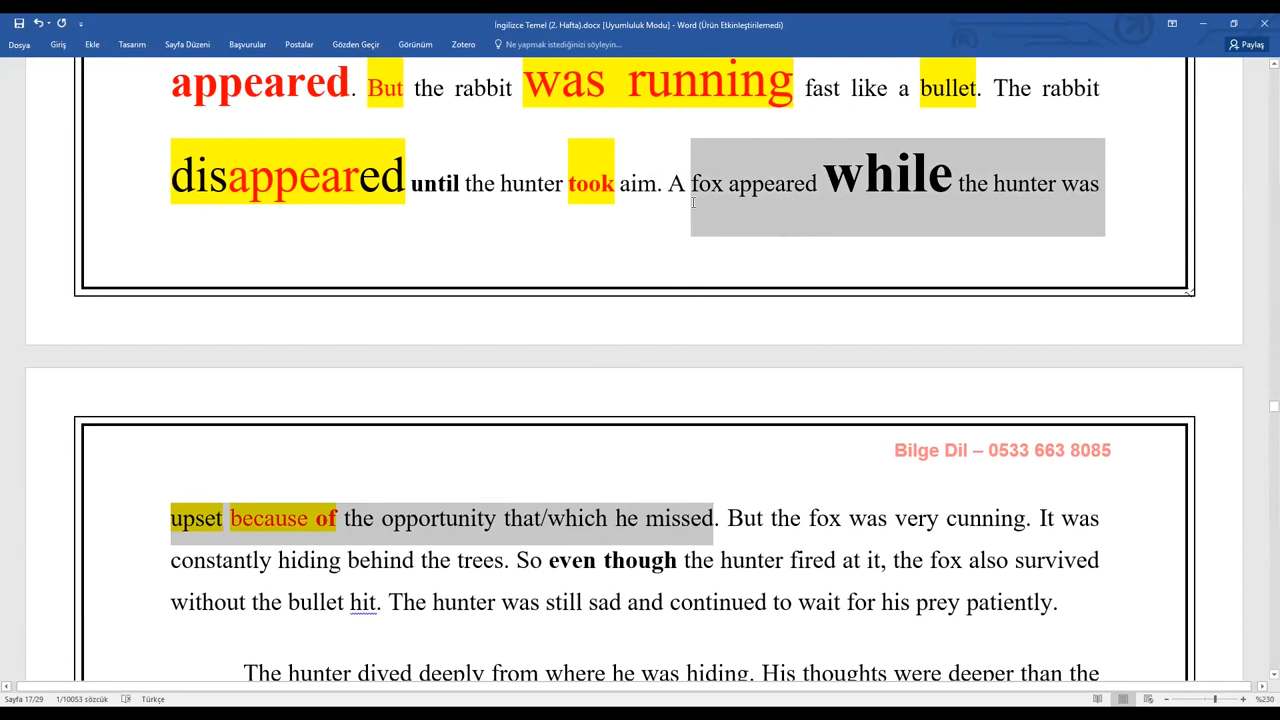 İngilizce Temel (2. Hafta).docx [Uyumluluk Modu] - Word (Ürün Etkinleştirilemedi)
Dosya Giriş Ekle Tasarım Sayfa Düzeni Başvurular Postalar Gözden Geçir Görünüm Zotero Ne yapmak istediğinizi söyleyin... Paylaş
appeared. But the rabbit was running fast like a bullet. The rabbit
disappeared until the hunter took aim. A fox appeared while the hunter was
Bilge Dil – 0533 663 8085
upset because of the opportunity that/which he missed. But the fox was very cunning. It was
constantly hiding behind the trees. So even though the hunter fired at it, the fox also survived
without the bullet hit. The hunter was still sad and continued to wait for his prey patiently.
The hunter dived deeply from where he was hiding. His thoughts were deeper than the
Sayfa 17/29 1/10053 sözcük Türkçe %230